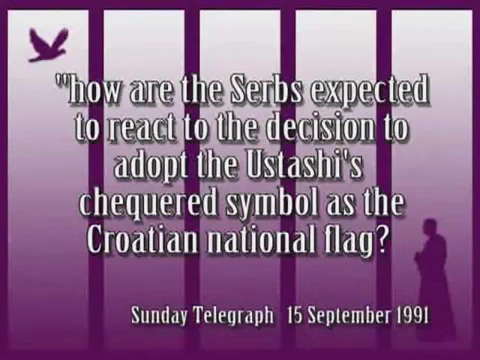 "how are the Serbs expected
to react to the decision to
adopt the Ustashi's
chequered symbol as the
Croatian national flag?
Sunday Telegraph 15 September 1991